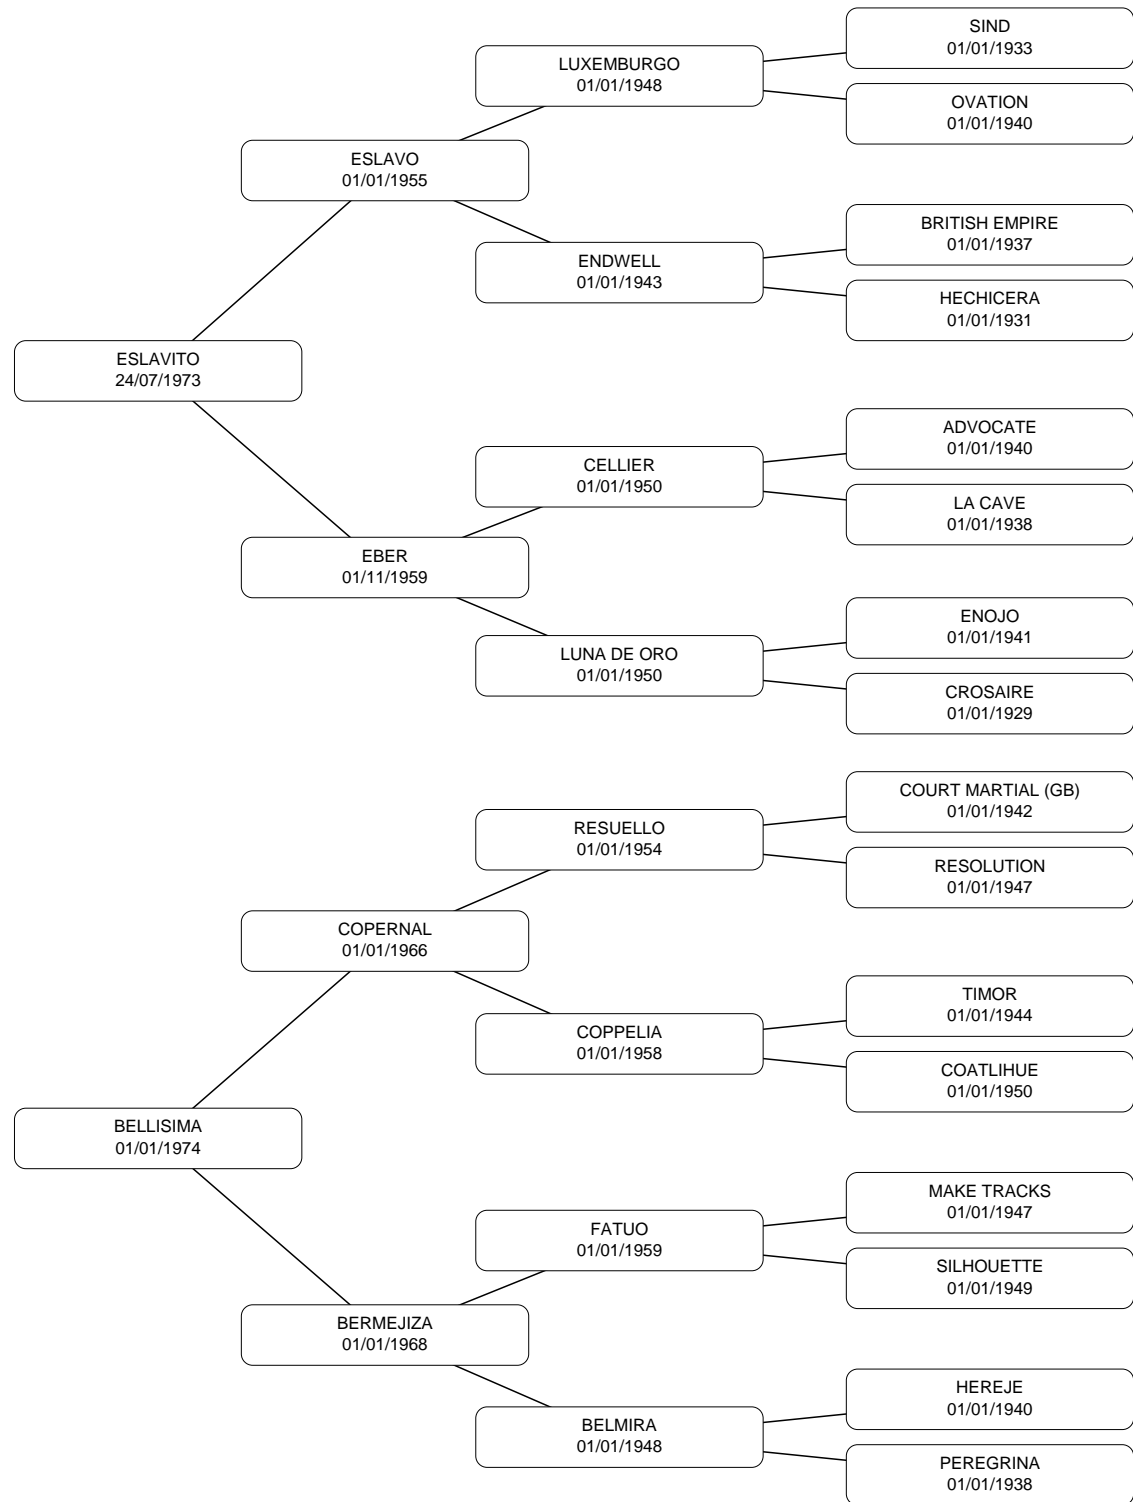 SIND
01/01/1933
LUXEMBURGO
01/01/1948
OVATION
01/01/1940
ESLAVO
01/01/1955
BRITISH EMPIRE
01/01/1937
ENDWELL
01/01/1943
HECHICERA
01/01/1931
ESLAVITO
24/07/1973
ADVOCATE
01/01/1940
CELLIER
01/01/1950
LA CAVE
01/01/1938
EBER
01/11/1959
ENOJO
01/01/1941
LUNA DE ORO
01/01/1950
CROSAIRE
01/01/1929
COURT MARTIAL (GB)
01/01/1942
RESUELLO
01/01/1954
RESOLUTION
01/01/1947
COPERNAL
01/01/1966
TIMOR
01/01/1944
COPPELIA
01/01/1958
COATLIHUE
01/01/1950
BELLISIMA
01/01/1974
MAKE TRACKS
01/01/1947
FATUO
01/01/1959
SILHOUETTE
01/01/1949
BERMEJIZA
01/01/1968
HEREJE
01/01/1940
BELMIRA
01/01/1948
PEREGRINA
01/01/1938